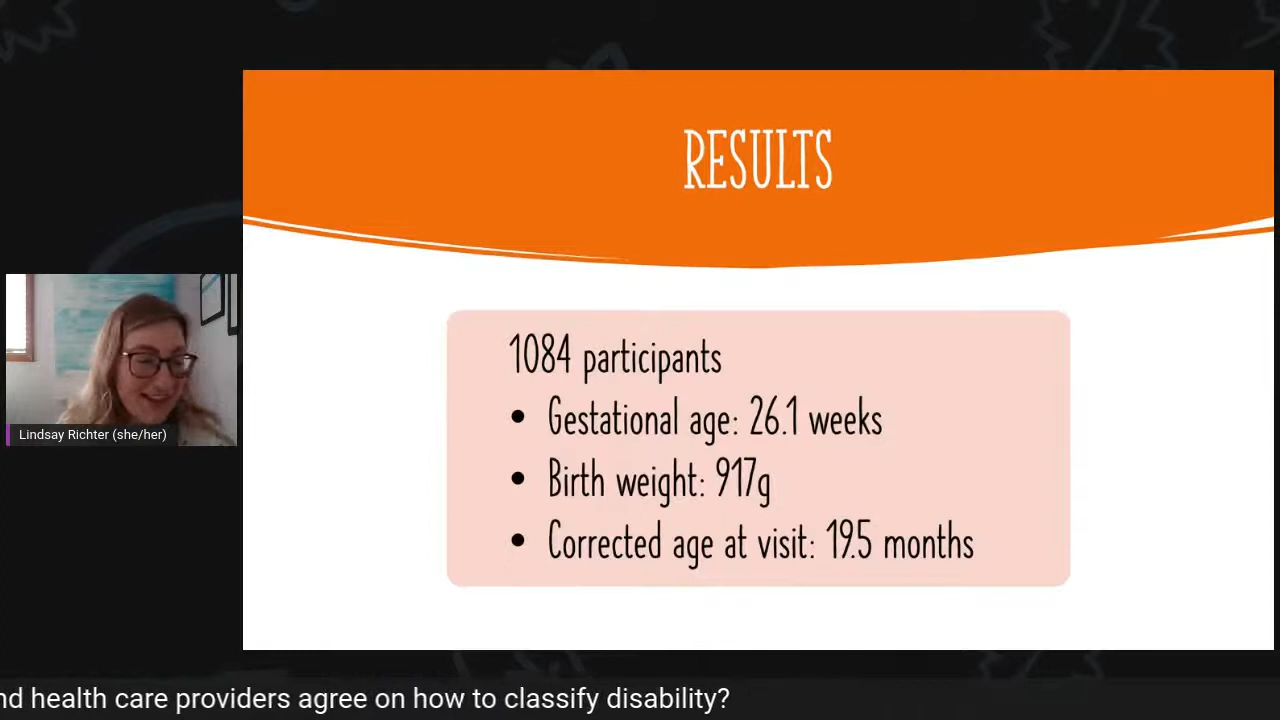 RESULTS
1084 participants
• Gestational age: 26.1 weeks
• Birth weight: 917g
• Corrected age at visit: 19.5 months
Lindsay Richter (she/her)
nd health care providers agree on how to classify disability?